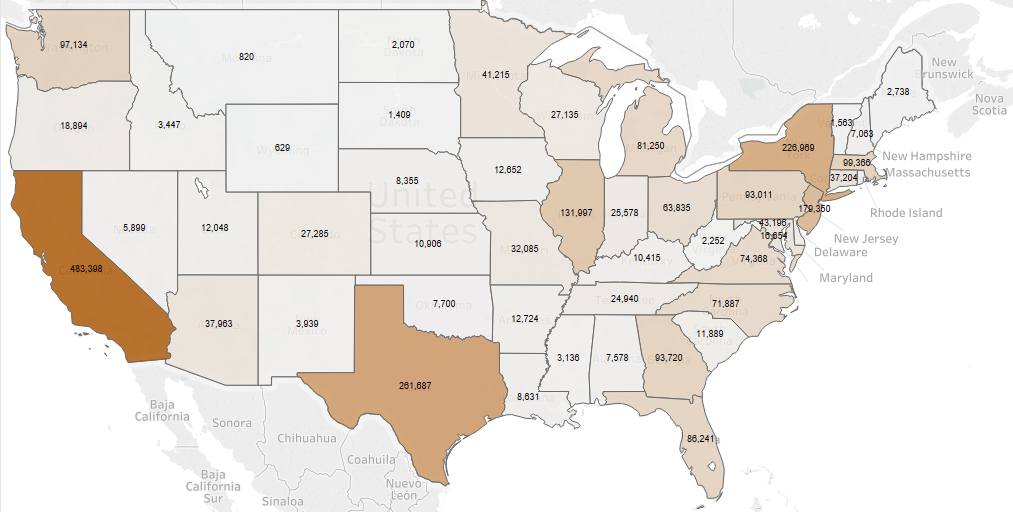 97,134
820
2,070
41,215
27,135
81,250
18,894
3,447
629
1,409
12,652
8,355
5,899
12,048
27,285
10,906
32,085
131,997
25,578
63,835
483,398
37,963
3,939
7,700
12,724
261,687
8,631
3,136
7,578
93,720
86,241
11,889
71,887
24,940
10,415
2,252
74,368
93,011
226,969
1,563
7,063
2,738
99,366
37,204
179,350
43,196
United
States
New
Brunswick
Nova
Scotia
New Hampshire
Massachusetts
Rhode Island
New Jersey
Delaware
Maryland
Baja
California
Sonora
Chihuahua
Coahuila
Baja
California
Sur
Sinaloa
Nuevo
León